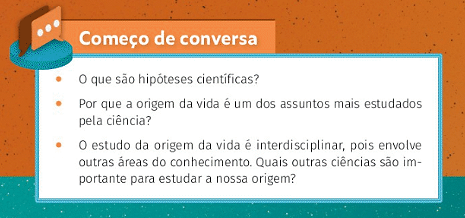 Começo de conversa
• O que são hipóteses científicas?
• Por que a origem da vida é um dos assuntos mais estudados
pela ciência?
• O estudo da origem da vida é interdisciplinar, pois envolve
outras áreas do conhecimento. Quais outras ciências são im-
portante para estudar a nossa origem?